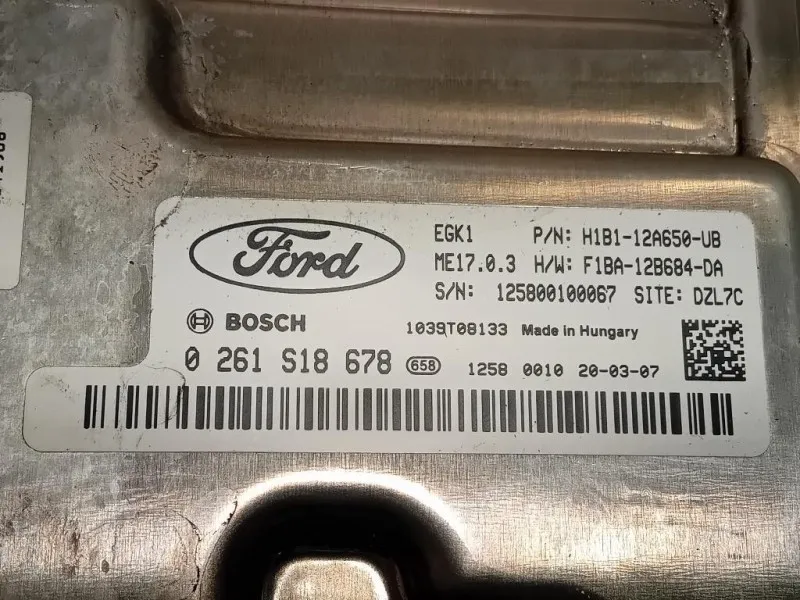 Ford
EGK1 P/N: H1B1-12A650-UB
ME17.0.3 H/W: F1BA-12B684-DA
S/N: 125800100067 SITE: DZL7C
BOSCH 1039T08133 Made in Hungary
0 261 S18 678 658 1258 0010 20-03-07